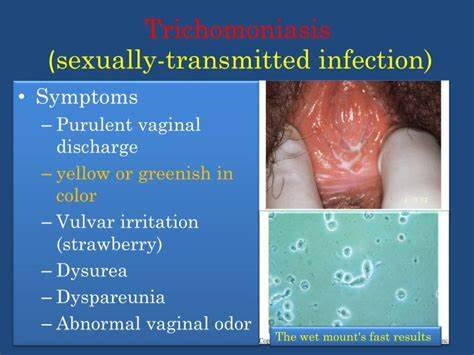 Trichomoniasis
(sexually-transmitted infection)
• Symptoms
– Purulent vaginal
discharge
– yellow or greenish in
color
– Vulvar irritation
(strawberry)
– Dysurea
– Dyspareunia
– Abnormal vaginal odor
The wet mount's fast results